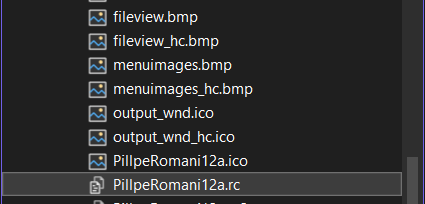 fileview.bmp
fileview_hc.bmp
menuimages.bmp
menuimages_hc.bmp
output_wnd.ico
output_wnd_hc.ico
PillpeRomani12a.ico
PillpeRomani12a.rc